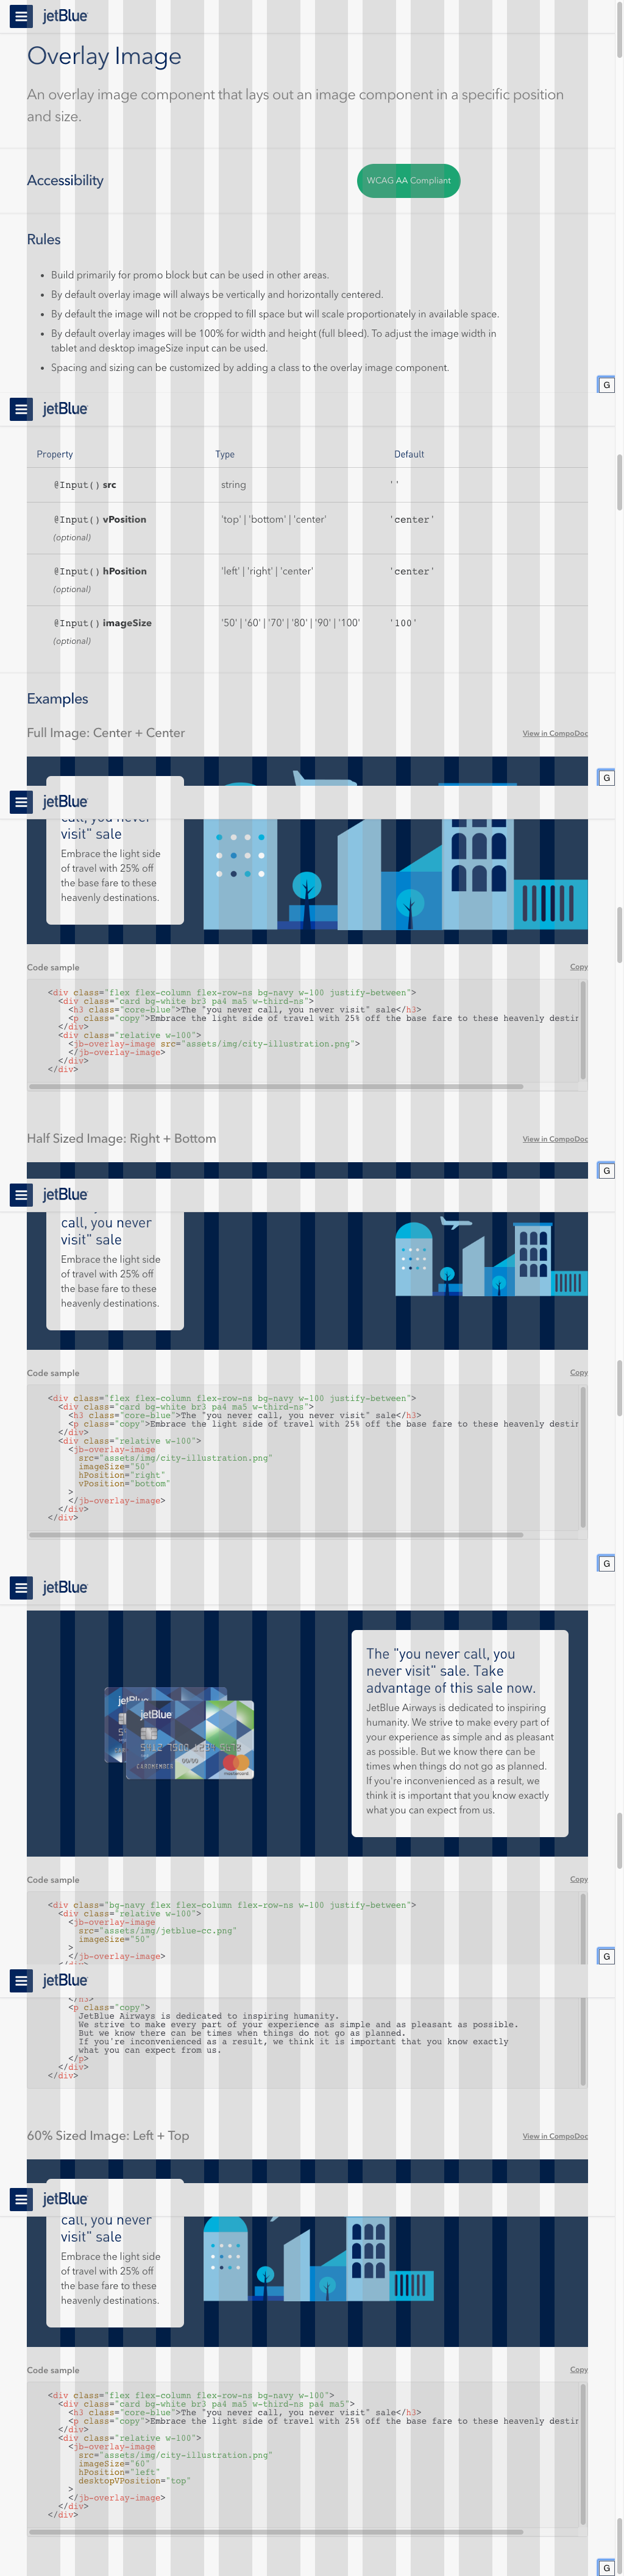 jetBlue
Overlay Image
An overlay image component that lays out an image component in a specific position
and size.
Accessibility
WCAG AA Compliant
Rules
• Build primarily for promo block but can be used in other areas.
• By default overlay image will always be vertically and horizontally centered.
• By default the image will not be cropped to fill space but will scale proportionately in available space.
• By default overlay images will be 100% for width and height (full bleed). To adjust the image width in
tablet and desktop imageSize input can be used.
• Spacing and sizing can be customized by adding a class to the overlay image component.
G
jetBlue
Property Type Default
@Input() src string ''
@Input() vPosition 'top' | 'bottom' | 'center' 'center'
(optional)
@Input() hPosition 'left' | 'right' | 'center' 'center'
(optional)
@Input() imageSize '50' | '60' | '70' | '80' | '90' | '100' '100'
(optional)
Examples
Full Image: Center + Center View in CompoDoc
G
jetBlue
call, you never
visit" sale
Embrace the light side
of travel with 25% off
the base fare to these
heavenly destinations.
Code sample Copy
<div class="flex flex-column flex-row-ns bg-navy w-100 justify-between">
<div class="card bg-white br3 pa4 ma5 w-third-ns">
<h3 class="core-blue">The "you never call, you never visit" sale</h3>
<p class="copy">Embrace the light side of travel with 25% off the base fare to these heavenly destin
</div>
<div class="relative w-100">
<jb-overlay-image src="assets/img/city-illustration.png">
</jb-overlay-image>
</div>
</div>
Half Sized Image: Right + Bottom View in CompoDoc
G
jetBlue
call, you never
visit" sale
Embrace the light side
of travel with 25% off
the base fare to these
heavenly destinations.
Code sample Copy
<div class="flex flex-column flex-row-ns bg-navy w-100 justify-between">
<div class="card bg-white br3 pa4 ma5 w-third-ns">
<h3 class="core-blue">The "you never call, you never visit" sale</h3>
<p class="copy">Embrace the light side of travel with 25% off the base fare to these heavenly destin
</div>
<div class="relative w-100">
<jb-overlay-image
src="assets/img/city-illustration.png"
imageSize="50"
hPosition="right"
vPosition="bottom"
>
</jb-overlay-image>
</div>
</div>
G
jetBlue
The "you never call, you
never visit" sale. Take
advantage of this sale now.
JetBlue Airways is dedicated to inspiring
humanity. We strive to make every part of
your experience as simple and as pleasant
as possible. But we know there can be
times when things do not go as planned.
If you're inconvenienced as a result, we
think it is important that you know exactly
what you can expect from us.
jetBlue
jetBlue
CARDMEMBER
Code sample Copy
<div class="bg-navy flex flex-column flex-row-ns w-100 justify-between">
<div class="relative w-100">
<jb-overlay-image
src="assets/img/jetblue-cc.png"
imageSize="50"
>
</jb-overlay-image>
G
jetBlue
</h3>
<p class="copy">
JetBlue Airways is dedicated to inspiring humanity.
We strive to make every part of your experience as simple and as pleasant as possible.
But we know there can be times when things do not go as planned.
If you're inconvenienced as a result, we think it is important that you know exactly
what you can expect from us.
</p>
</div>
</div>
60% Sized Image: Left + Top View in CompoDoc
jetBlue
call, you never
visit" sale
Embrace the light side
of travel with 25% off
the base fare to these
heavenly destinations.
Code sample Copy
<div class="flex flex-column flex-row-ns bg-navy w-100">
<div class="card bg-white br3 pa4 ma5 w-third-ns pa4 ma5">
<h3 class="core-blue">The "you never call, you never visit" sale</h3>
<p class="copy">Embrace the light side of travel with 25% off the base fare to these heavenly destin
</div>
<div class="relative w-100">
<jb-overlay-image
src="assets/img/city-illustration.png"
imageSize="60"
hPosition="left"
desktopVPosition="top"
>
</jb-overlay-image>
</div>
</div>
G